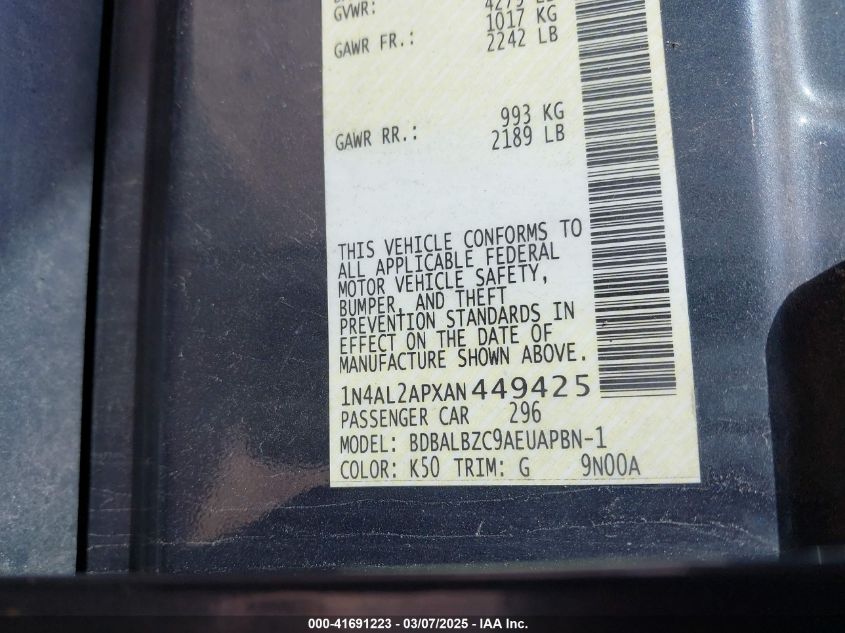 GVWR:
1017 KG
GAWR FR.: 2242 LB
993 KG
GAWR RR.: 2189 LB
THIS VEHICLE CONFORMS TO
ALL APPLICABLE FEDERAL
MOTOR VEHICLE SAFETY,
BUMPER, AND THEFT
PREVENTION STANDARDS IN
EFFECT ON THE DATE OF
MANUFACTURE SHOWN ABOVE.
1N4AL2APXAN449425
PASSENGER CAR 296
MODEL: BDBALBZC9AEUAPBN-1
COLOR: K50 TRIM: G 9N00A
000-41691223 - 03/07/2025 - IAA Inc.